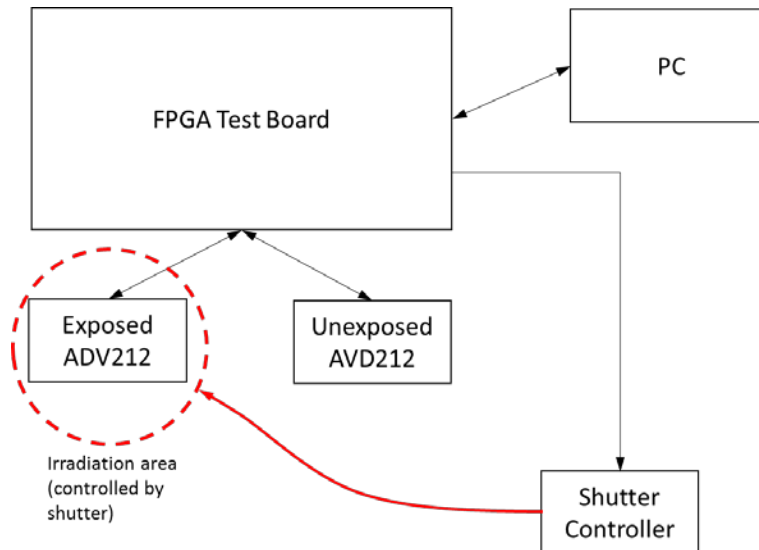 FPGA Test Board
PC
Exposed
ADV212
Unexposed
AVD212
Irradiation area
(controlled by
shutter)
Shutter
Controller